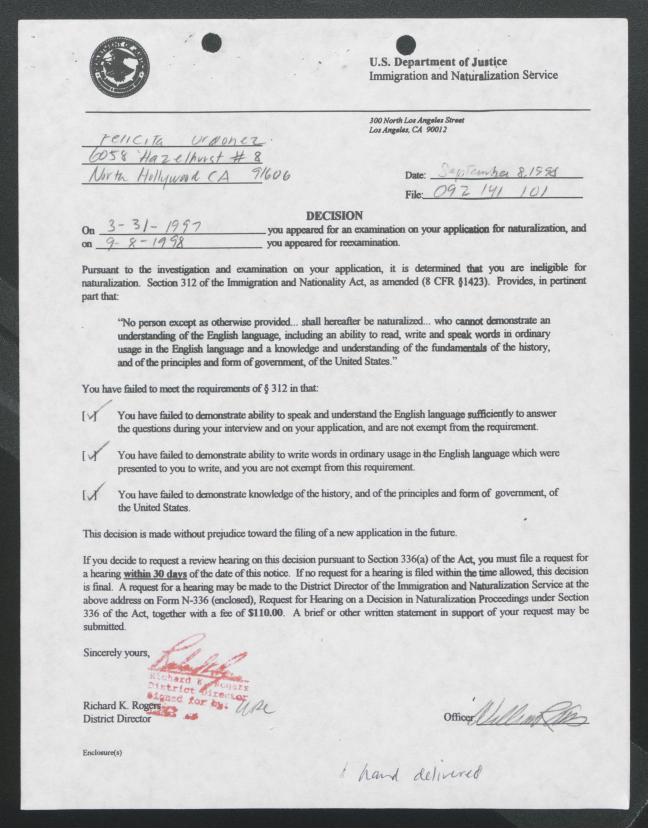 U.S. Department of Justice
Immigration and Naturalization Service
300 North Los Angeles Street
Los Angeles, CA 90012
Felicita Urdonez
6058 Hazelhurst # 8
North Hollywood CA 91606
Date: September 8, 1998
File: 092 141 101
DECISION
On 3-31-1997 you appeared for an examination on your application for naturalization, and
on 9-8-1998 you appeared for reexamination.
Pursuant to the investigation and examination on your application, it is determined that you are ineligible for
naturalization. Section 312 of the Immigration and Nationality Act, as amended (8 CFR §1423). Provides, in pertinent
part that:
“No person except as otherwise provided... shall hereafter be naturalized... who cannot demonstrate an
understanding of the English language, including an ability to read, write and speak words in ordinary
usage in the English language and a knowledge and understanding of the fundamentals of the history,
and of the principles and form of government, of the United States.”
You have failed to meet the requirements of § 312 in that:
[✓] You have failed to demonstrate ability to speak and understand the English language sufficiently to answer
the questions during your interview and on your application, and are not exempt from the requirement.
[✓] You have failed to demonstrate ability to write words in ordinary usage in the English language which were
presented to you to write, and you are not exempt from this requirement.
[✓] You have failed to demonstrate knowledge of the history, and of the principles and form of government, of
the United States.
This decision is made without prejudice toward the filing of a new application in the future.
If you decide to request a review hearing on this decision pursuant to Section 336(a) of the Act, you must file a request for
a hearing within 30 days of the date of this notice. If no request for a hearing is filed within the time allowed, this decision
is final. A request for a hearing may be made to the District Director of the Immigration and Naturalization Service at the
above address on Form N-336 (enclosed), Request for Hearing on a Decision in Naturalization Proceedings under Section
336 of the Act, together with a fee of $110.00. A brief or other written statement in support of your request may be
submitted.
Sincerely yours,
Richard K. Rogers
District Director
Signed for by:
Richard K. Rogers
District Director
Officer
Enclosure(s)
hand delivered